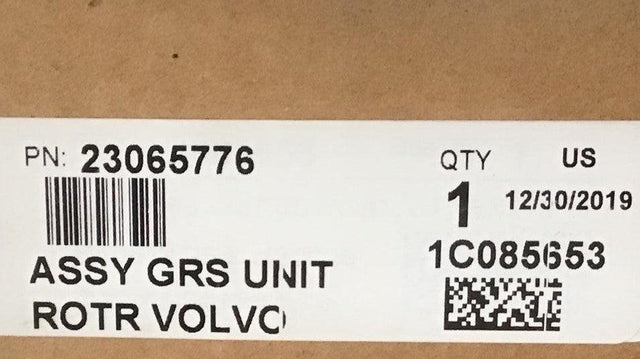 PN: 23065776
QTY
US
1
12/30/2019
1C085653
ASSY GRS UNIT
ROTR VOLVO